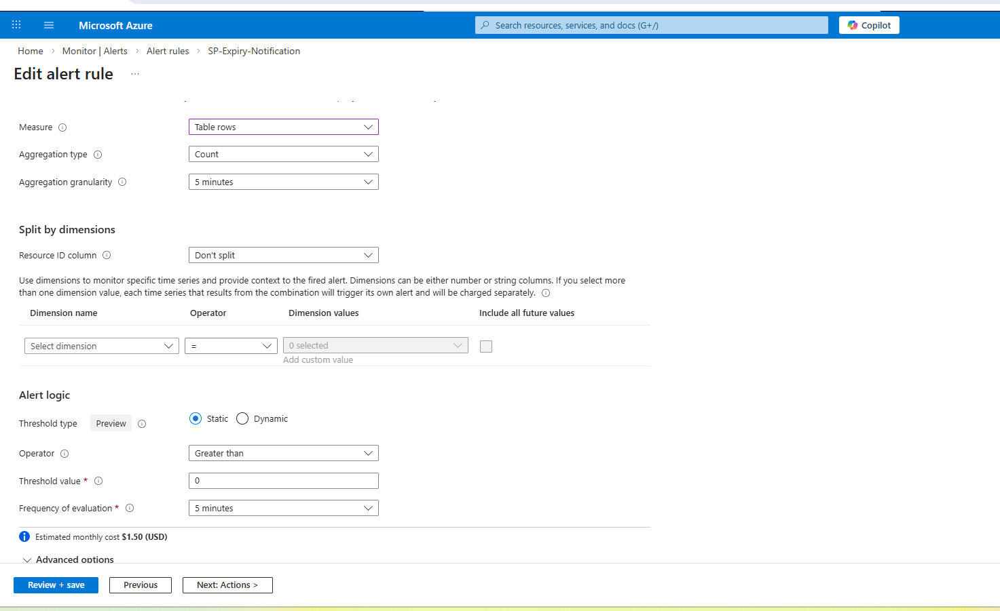 Microsoft Azure
Search resources, services, and docs (G+/)
Copilot
Home > Monitor | Alerts > Alert rules > SP-Expiry-Notification
Edit alert rule ...
Measure
Table rows
Aggregation type
Count
Aggregation granularity
5 minutes
Split by dimensions
Resource ID column
Don't split
Use dimensions to monitor specific time series and provide context to the fired alert. Dimensions can be either number or string columns. If you select more
than one dimension value, each time series that results from the combination will trigger its own alert and will be charged separately.
Dimension name Operator Dimension values Include all future values
Select dimension = 0 selected
Add custom value
Alert logic
Threshold type Preview
Static Dynamic
Operator
Greater than
Threshold value *
0
Frequency of evaluation *
5 minutes
Estimated monthly cost $1.50 (USD)
Advanced options
Review + save Previous Next: Actions >